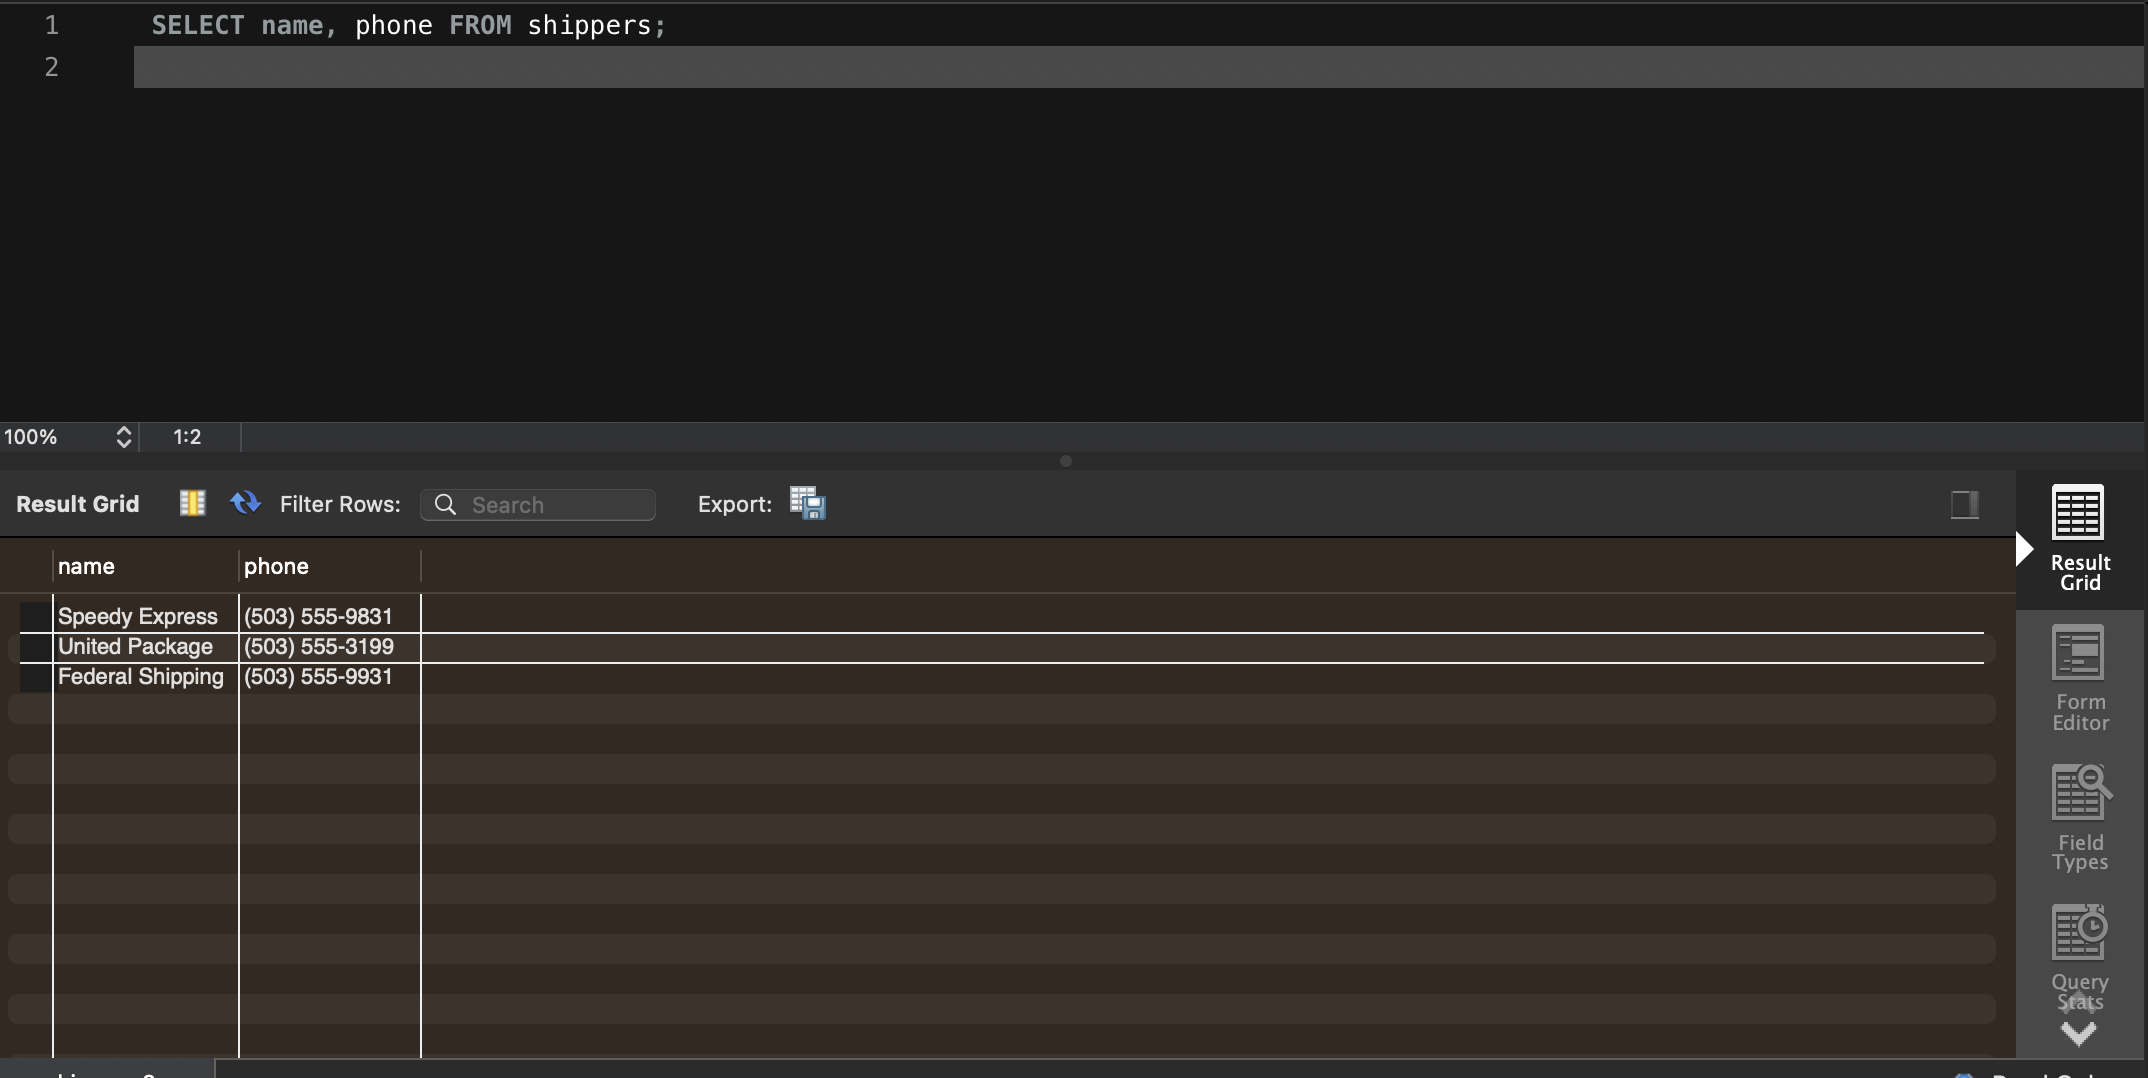 1 SELECT name, phone FROM shippers;
2
100% 1:2
Result Grid Filter Rows: Search Export:
name phone
Speedy Express (503) 555-9831
United Package (503) 555-3199
Federal Shipping (503) 555-9931
Result
Grid
Form
Editor
Field
Types
Query
Stats